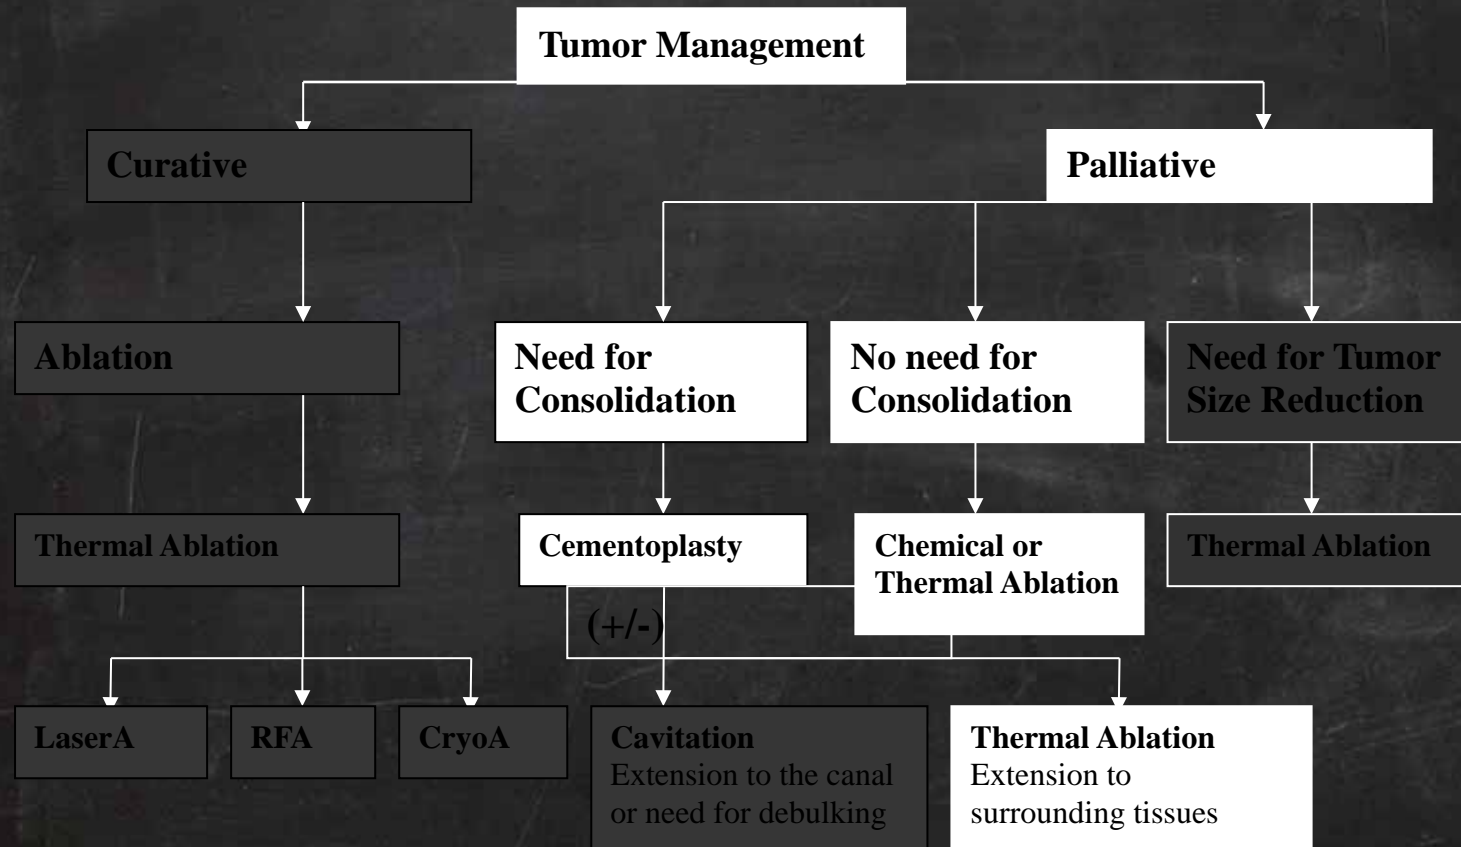 Tumor Management
Curative
Palliative
Ablation
Need for
Consolidation
No need for
Consolidation
Need for Tumor
Size Reduction
Thermal Ablation
Cementoplasty
Chemical or
Thermal Ablation
Thermal Ablation
(+/-)
LaserA
RFA
CryoA
Cavitation
Extension to the canal
or need for debulking
Thermal Ablation
Extension to
surrounding tissues